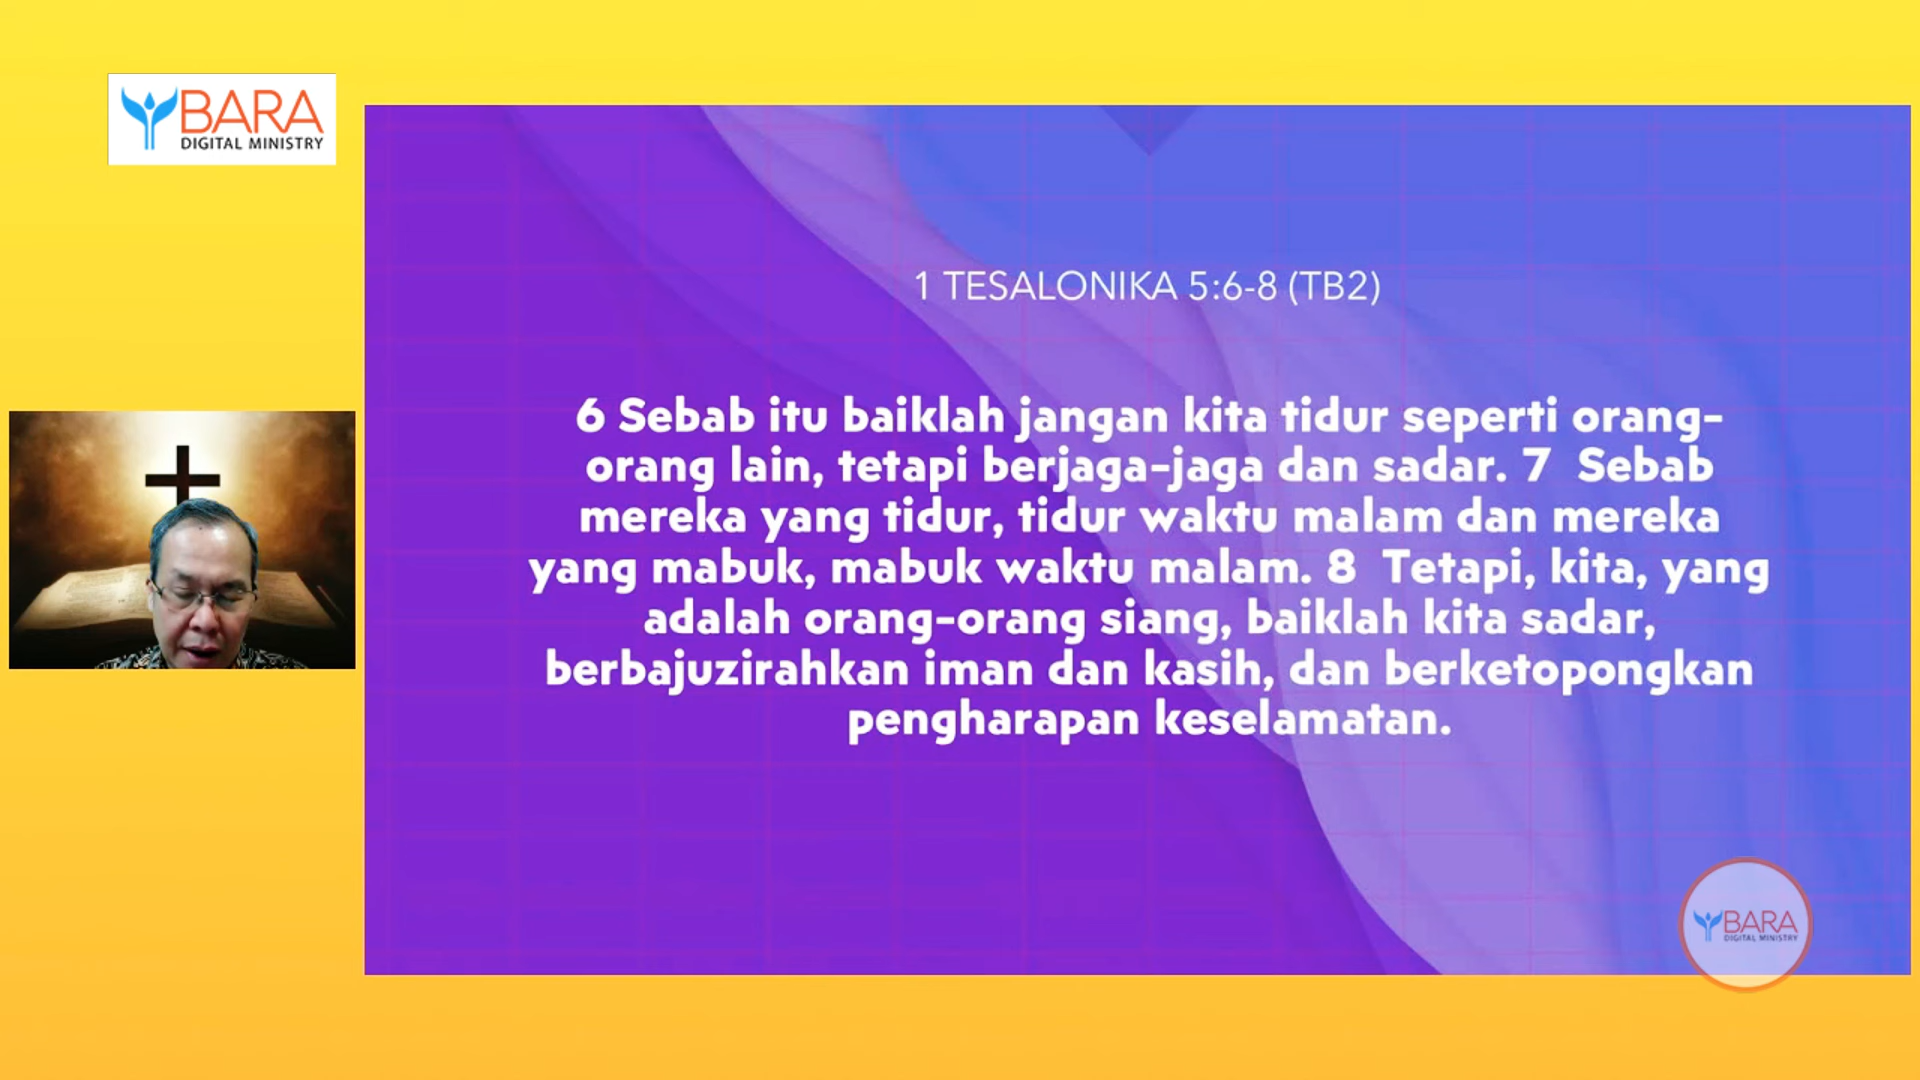 BARA
DIGITAL MINISTRY
1 TESALONIKA 5:6-8 (TB2)
6 Sebab itu baiklah jangan kita tidur seperti orang-
orang lain, tetapi berjaga-jaga dan sadar. 7  Sebab
mereka yang tidur, tidur waktu malam dan mereka
yang mabuk, mabuk waktu malam. 8  Tetapi, kita, yang
adalah orang-orang siang, baiklah kita sadar,
berbajuzirahkan iman dan kasih, dan berketopongkan
pengharapan keselamatan.
BARA
DIGITAL MINISTRY